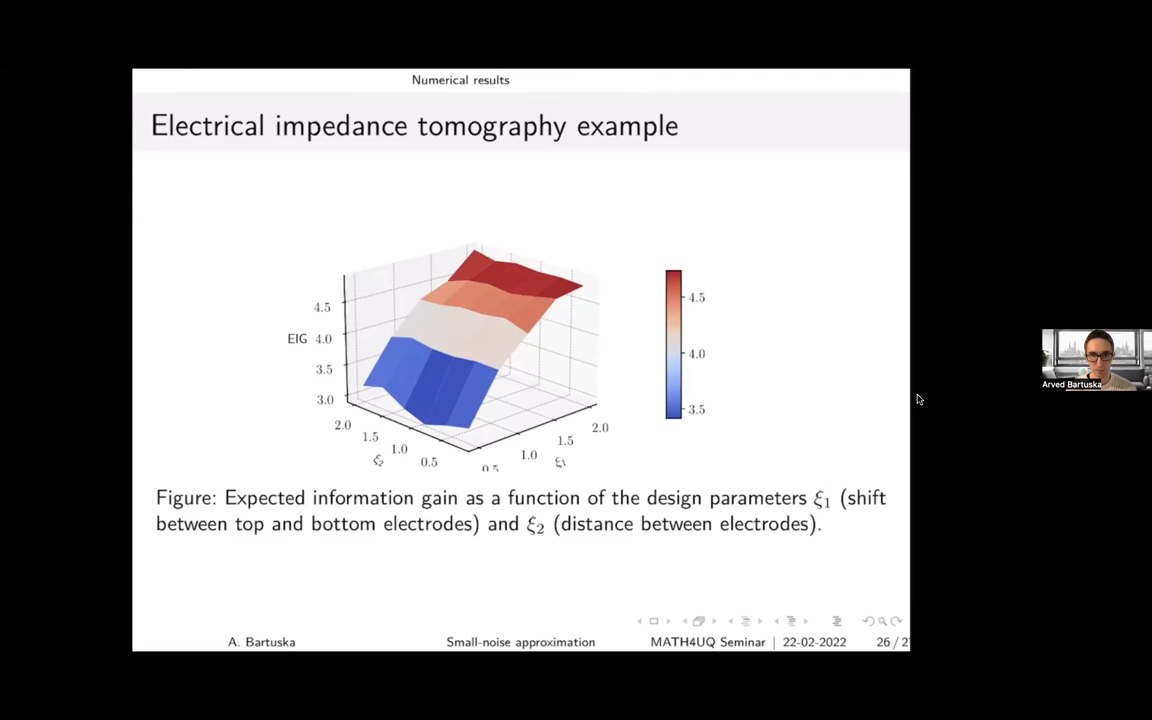 Numerical results
Electrical impedance tomography example
4.5
EIG 4.0
3.5
3.0
2.0
1.5
1.0
0.5
ξ2
0.5
1.0
1.5
2.0
ξ1
4.5
4.0
3.5
Figure: Expected information gain as a function of the design parameters ξ1 (shift
between top and bottom electrodes) and ξ2 (distance between electrodes).
A. Bartuska Small-noise approximation MATH4UQ Seminar | 22-02-2022 26 / 2
Arved Bartuska